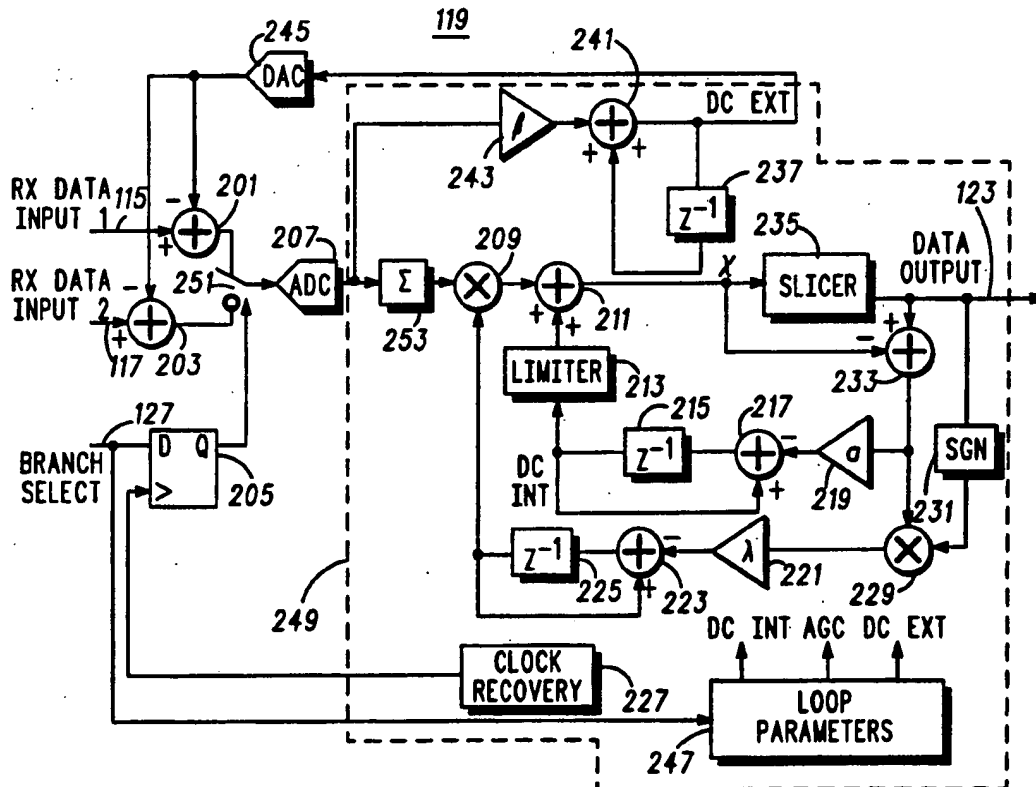 119
245
DAC
241
DC EXT
β
243
+
+
237
Z⁻¹
RX DATA
INPUT 1
115
-
+
201
207
ADC
251
RX DATA
INPUT 2
117
-
+
203
Σ
253
209
+
+
211
X
235
SLICER
DATA
OUTPUT
123
+
-
233
LIMITER
213
215
Z⁻¹
217
-
+
a
219
SGN
231
DC
INT
127
BRANCH
SELECT
D Q
>
205
Z⁻¹
225
-
+
223
λ
221
229
249
CLOCK
RECOVERY
227
DC INT AGC DC EXT
LOOP
PARAMETERS
247